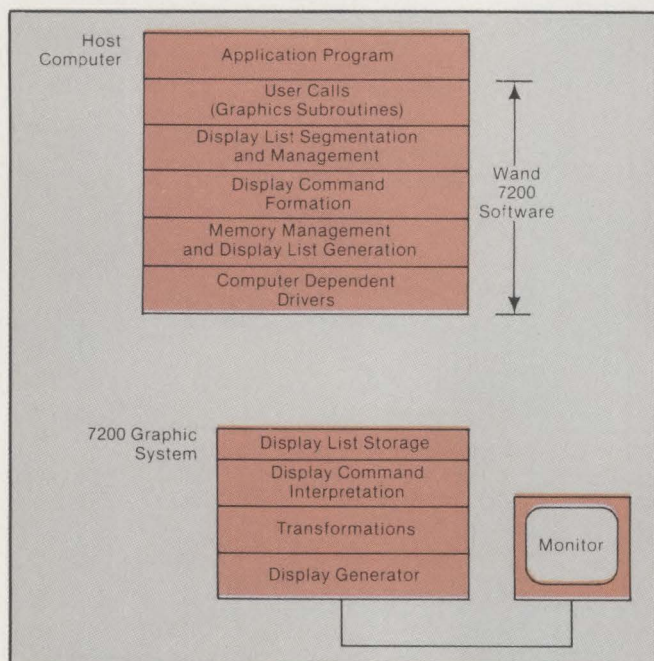 Host
Computer
Application Program
User Calls
(Graphics Subroutines)
Display List Segmentation
and Management
Display Command
Formation
Memory Management
and Display List Generation
Computer Dependent
Drivers
Wand
7200
Software
7200 Graphic
System
Display List Storage
Display Command
Interpretation
Transformations
Display Generator
Monitor